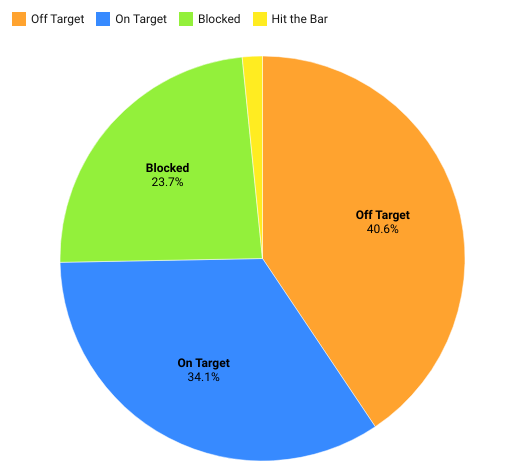 Off Target On Target Blocked Hit the Bar
Blocked
23.7%
Off Target
40.6%
On Target
34.1%